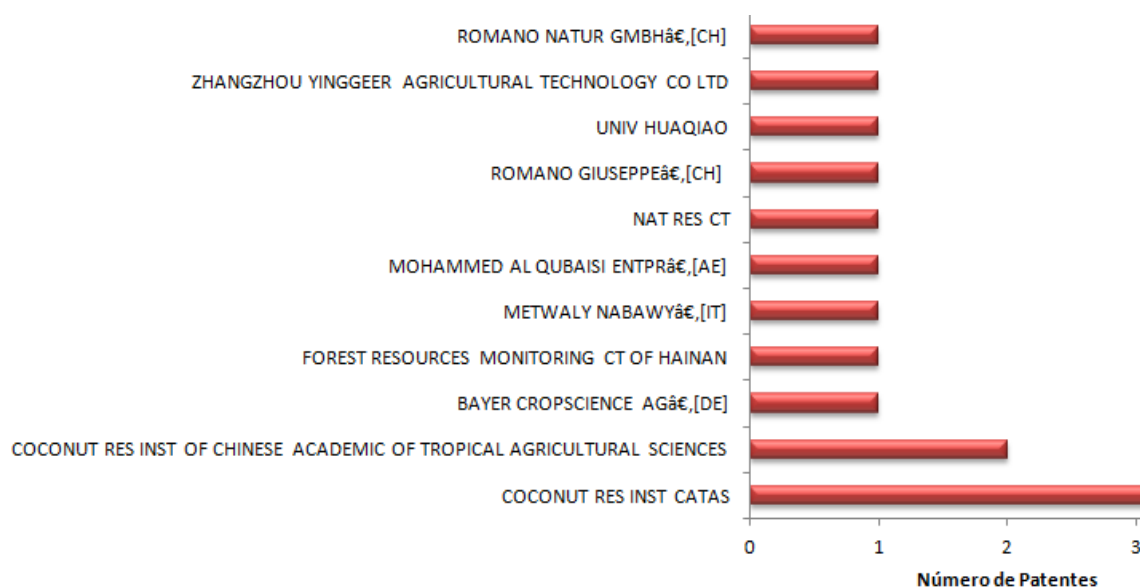 ROMANO NATUR GMBHâ€‚[CH]
ZHANGZHOU YINGGEER AGRICULTURAL TECHNOLOGY CO LTD
UNIV HUAQIAO
ROMANO GIUSEPPEâ€‚[CH]
NAT RES CT
MOHAMMED AL QUBAISI ENTPRâ€‚[AE]
METWALY NABAWYâ€‚[IT]
FOREST RESOURCES MONITORING CT OF HAINAN
BAYER CROPSCIENCE AGâ€‚[DE]
COCONUT RES INST OF CHINESE ACADEMIC OF TROPICAL AGRICULTURAL SCIENCES
COCONUT RES INST CATAS
0 1 2 3
Número de Patentes